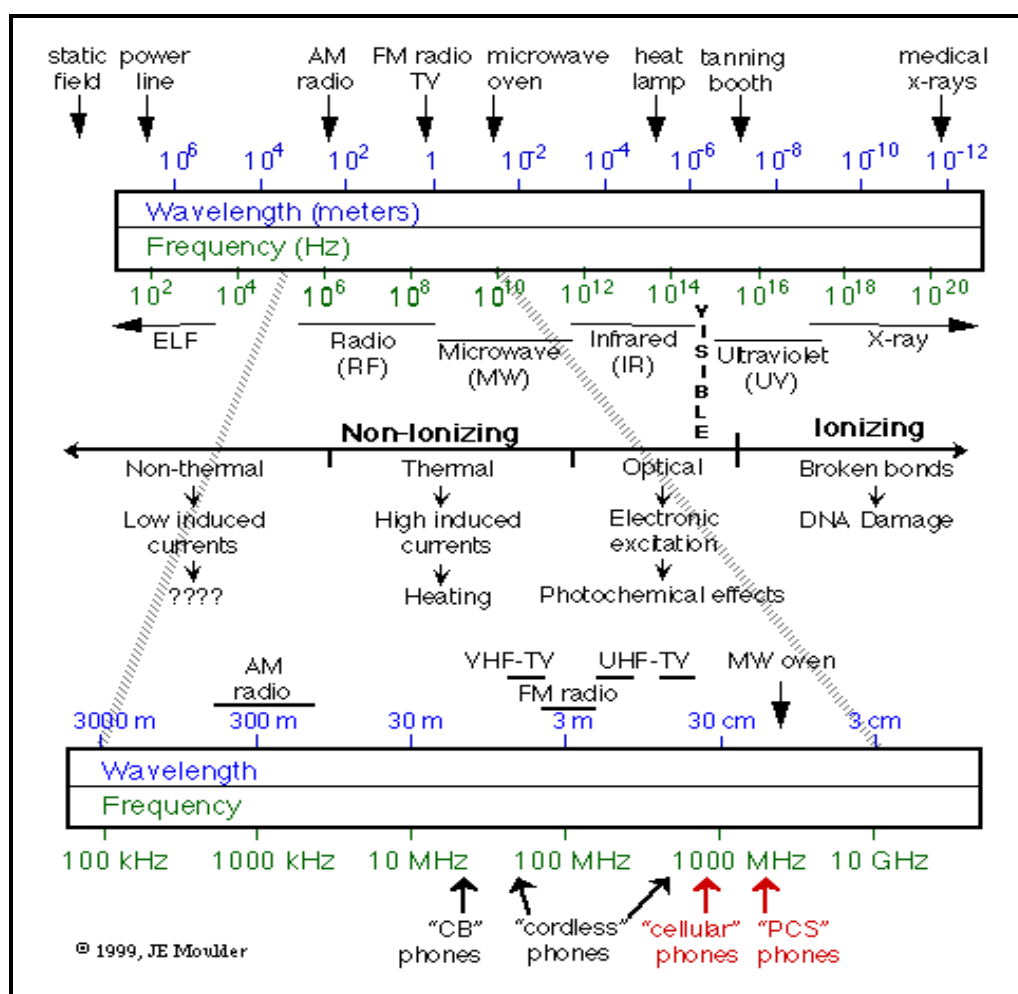 static power AM FM radio microwave heat tanning medical
field line radio TV oven lamp booth x-rays
10^6 10^4 10^2 1 10^-2 10^-4 10^-6 10^-8 10^-10 10^-12
Wavelength (meters)
Frequency (Hz)
10^2 10^4 10^6 10^8 10^10 10^12 10^14 10^16 10^18 10^20
ELF Radio (RF) Microwave (MW) Infrared (IR) VISIBLE Ultraviolet (UV) X-ray
Non-Ionizing Ionizing
Non-thermal Thermal Optical Broken bonds
Low induced High induced Electronic DNA Damage
currents currents excitation
???? Heating Photochemical effects
AM VHF-TV UHF-TV MW oven
radio FM radio
3000 m 300 m 30 m 3 m 30 cm 3 cm
Wavelength
Frequency
100 kHz 1000 kHz 10 MHz 100 MHz 1000 MHz 10 GHz
“CB” “cordless” “cellular” “PCS”
phones phones phones phones
© 1999, JE Moulder